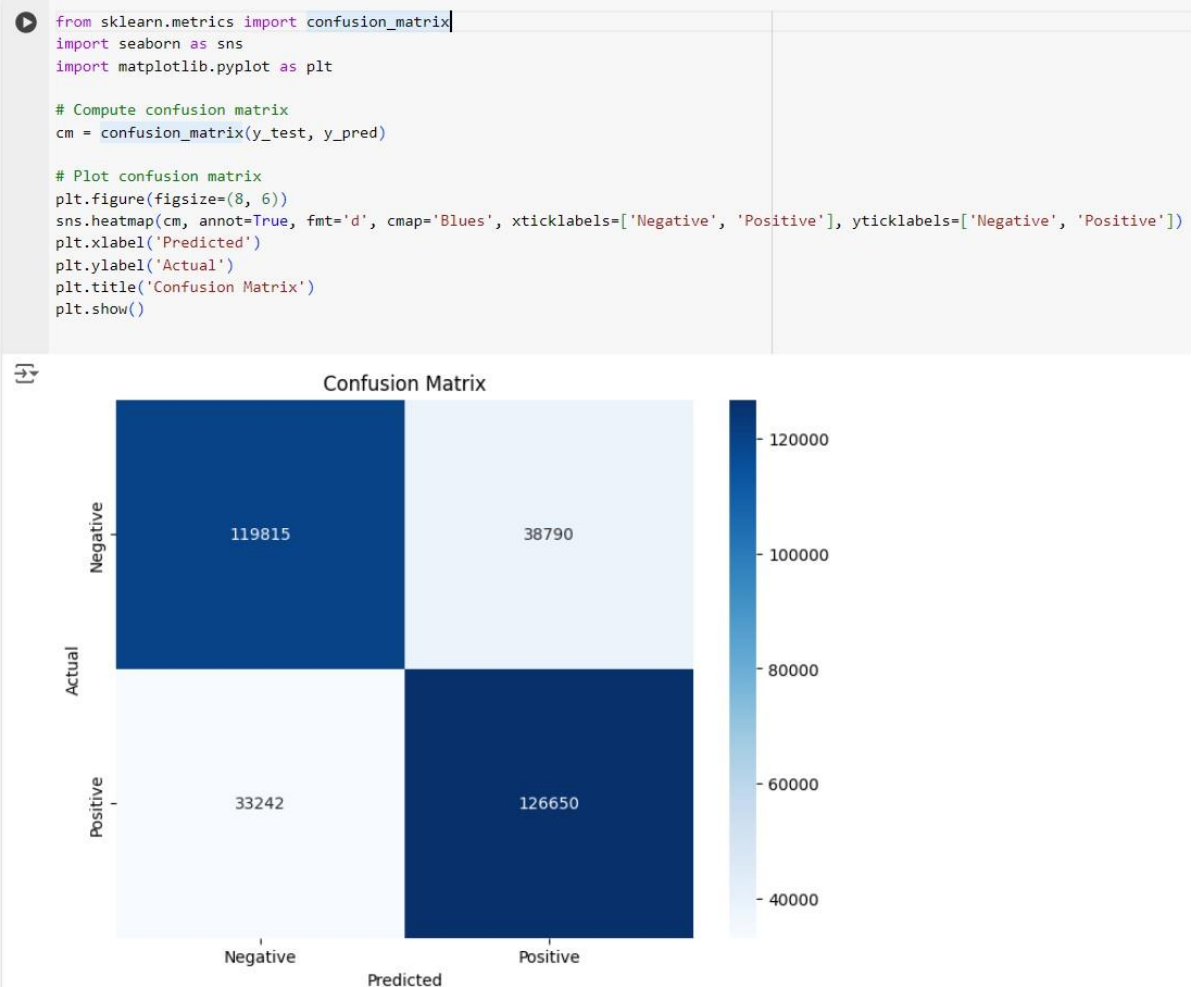 from sklearn.metrics import confusion_matrix
import seaborn as sns
import matplotlib.pyplot as plt
# Compute confusion matrix
cm = confusion_matrix(y_test, y_pred)
# Plot confusion matrix
plt.figure(figsize=(8, 6))
sns.heatmap(cm, annot=True, fmt='d', cmap='Blues', xticklabels=['Negative', 'Positive'], yticklabels=['Negative', 'Positive'])
plt.xlabel('Predicted')
plt.ylabel('Actual')
plt.title('Confusion Matrix')
plt.show()
Confusion Matrix
Actual
Negative
119815
38790
Positive
33242
126650
Negative
Positive
Predicted
120000
100000
80000
60000
40000